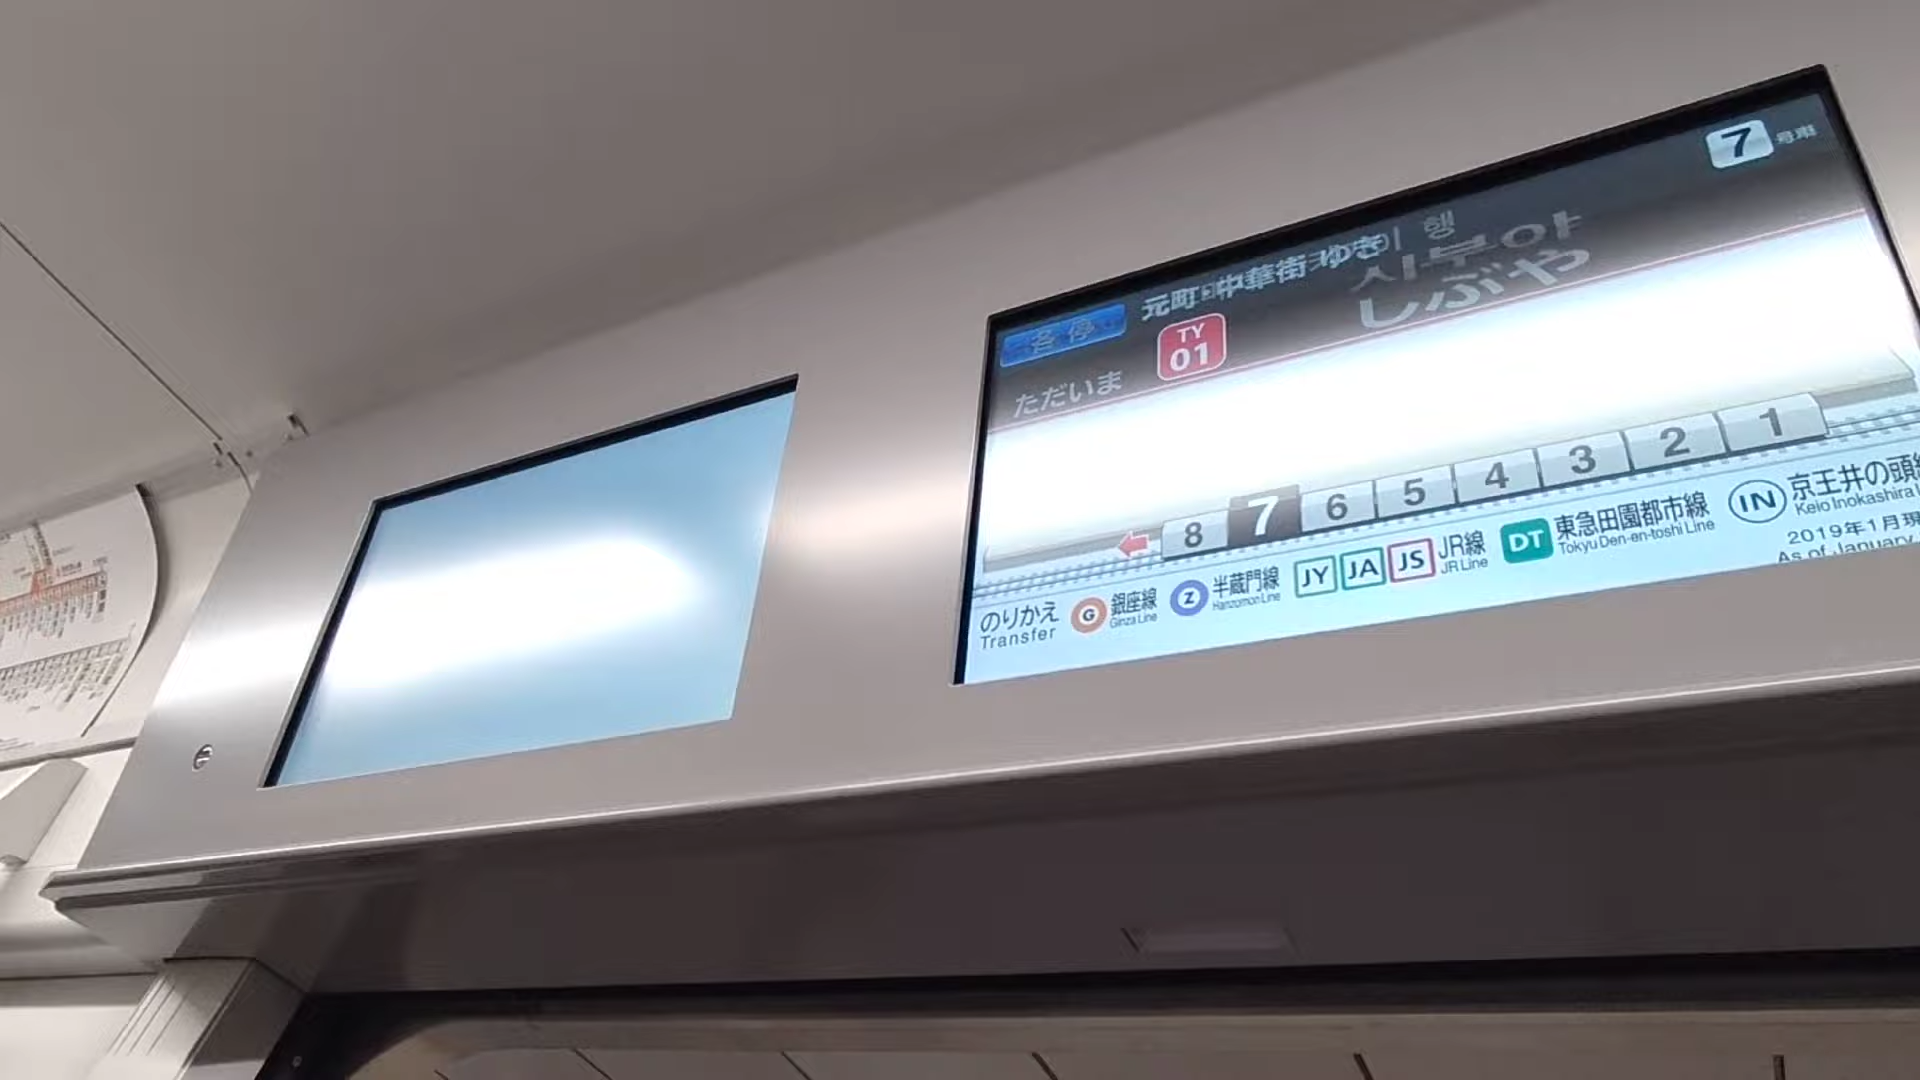 7 号車
各停 元町・中華街 ゆき 행
ただいま TY 01 しぶや 시부야
8 7 6 5 4 3 2 1
のりかえ G 銀座線 Z 半蔵門線 JY JA JS JR線 DT 東急田園都市線 IN 京王井の頭線
Transfer Ginza Line Hanzomon Line JR Line Tokyu Den-en-toshi Line Keio Inokashira
2019年1月現
As of January